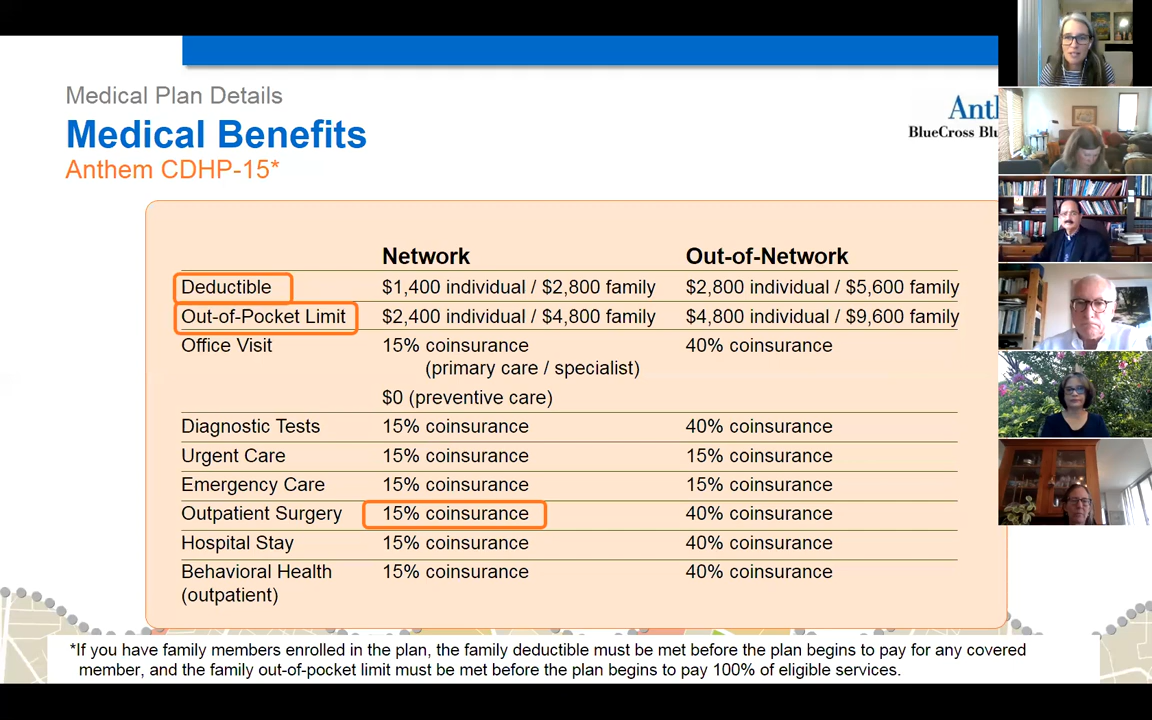 Medical Plan Details
Medical Benefits
Anthem CDHP-15*
BlueCross
Network Out-of-Network
Deductible $1,400 individual / $2,800 family $2,800 individual / $5,600 family
Out-of-Pocket Limit $2,400 individual / $4,800 family $4,800 individual / $9,600 family
Office Visit 15% coinsurance 40% coinsurance
(primary care / specialist)
$0 (preventive care)
Diagnostic Tests 15% coinsurance 40% coinsurance
Urgent Care 15% coinsurance 15% coinsurance
Emergency Care 15% coinsurance 15% coinsurance
Outpatient Surgery 15% coinsurance 40% coinsurance
Hospital Stay 15% coinsurance 40% coinsurance
Behavioral Health 15% coinsurance 40% coinsurance
(outpatient)
*If you have family members enrolled in the plan, the family deductible must be met before the plan begins to pay for any covered
member, and the family out-of-pocket limit must be met before the plan begins to pay 100% of eligible services.